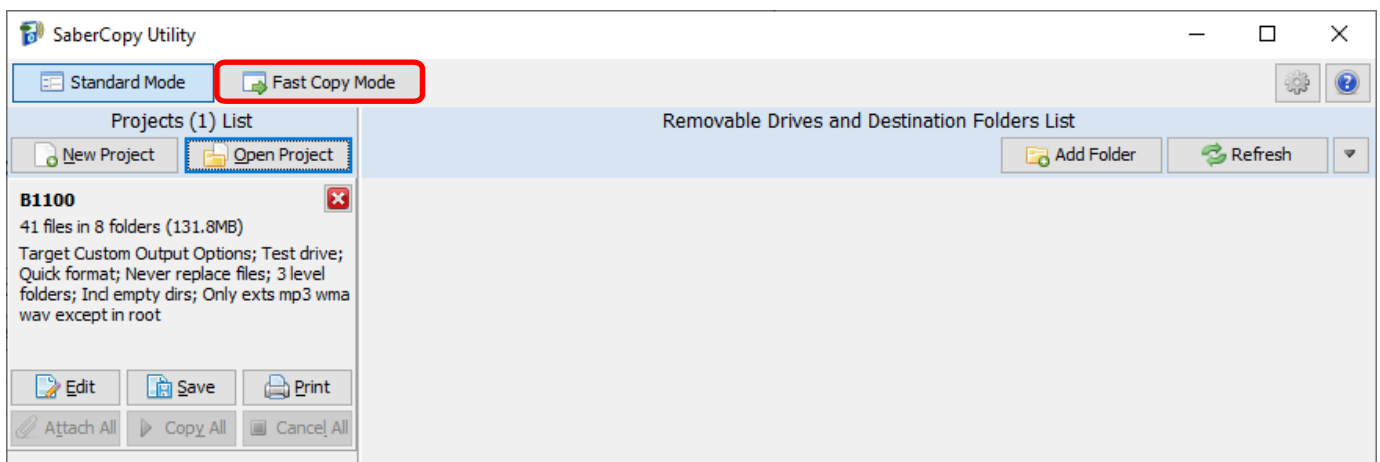 SaberCopy Utility
Standard Mode Fast Copy Mode
Projects (1) List Removable Drives and Destination Folders List
New Project Open Project Add Folder Refresh
B1100
41 files in 8 folders (131.8MB)
Target Custom Output Options; Test drive;
Quick format; Never replace files; 3 level
folders; Incl empty dirs; Only exts mp3 wma
wav except in root
Edit Save Print
Attach All Copy All Cancel All